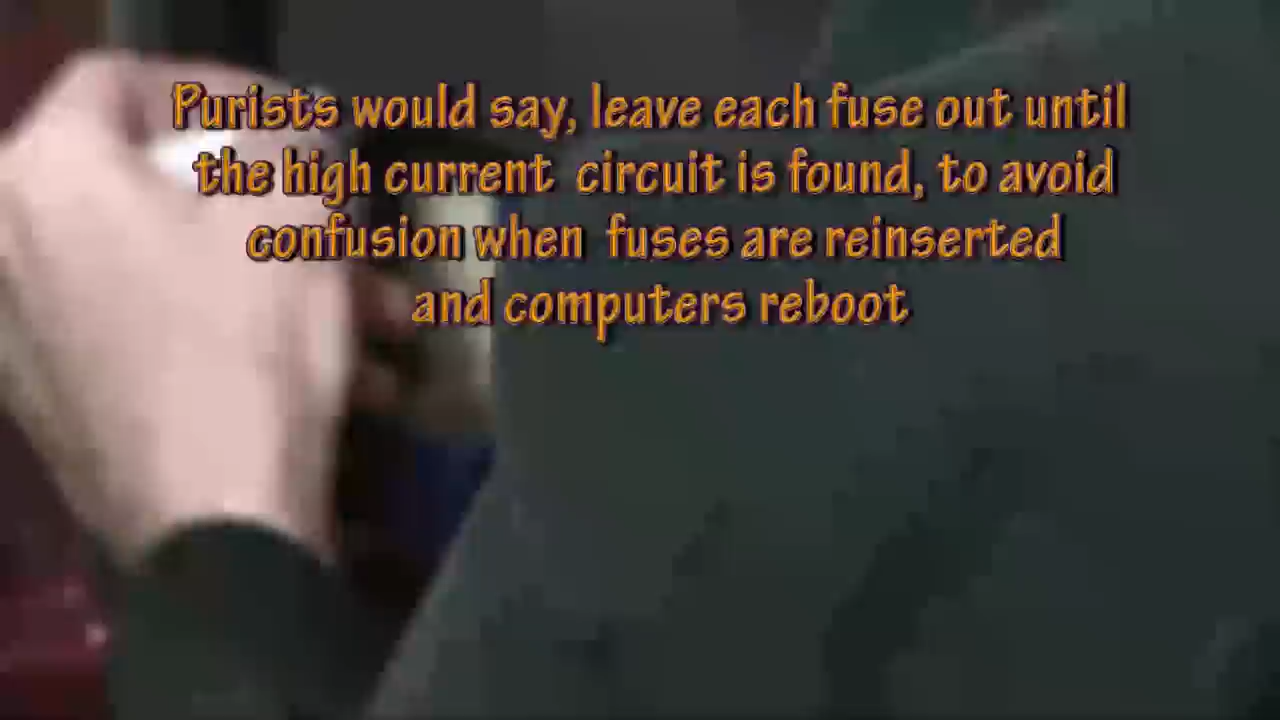 Purists would say, leave each fuse out until
the high current circuit is found, to avoid
confusion when fuses are reinserted
and computers reboot